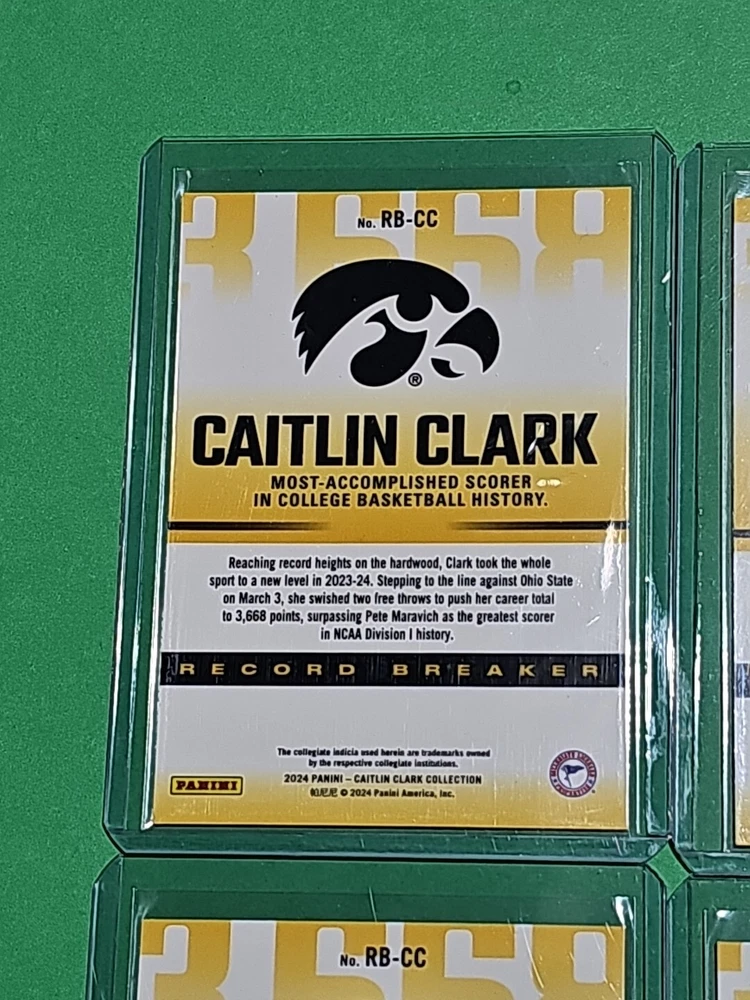 3668
No. RB-CC
®
CAITLIN CLARK
MOST-ACCOMPLISHED SCORER
IN COLLEGE BASKETBALL HISTORY.
Reaching record heights on the hardwood, Clark took the whole
sport to a new level in 2023-24. Stepping to the line against Ohio State
on March 3, she swished two free throws to push her career total
to 3,668 points, surpassing Pete Maravich as the greatest scorer
in NCAA Division I history.
RECORD BREAKER
The collegiate indicia used herein are trademarks owned
by the respective collegiate institutions.
2024 PANINI – CAITLIN CLARK COLLECTION
帕尼尼 © 2024 Panini America, Inc.
PANINI
3668
No. RB-CC